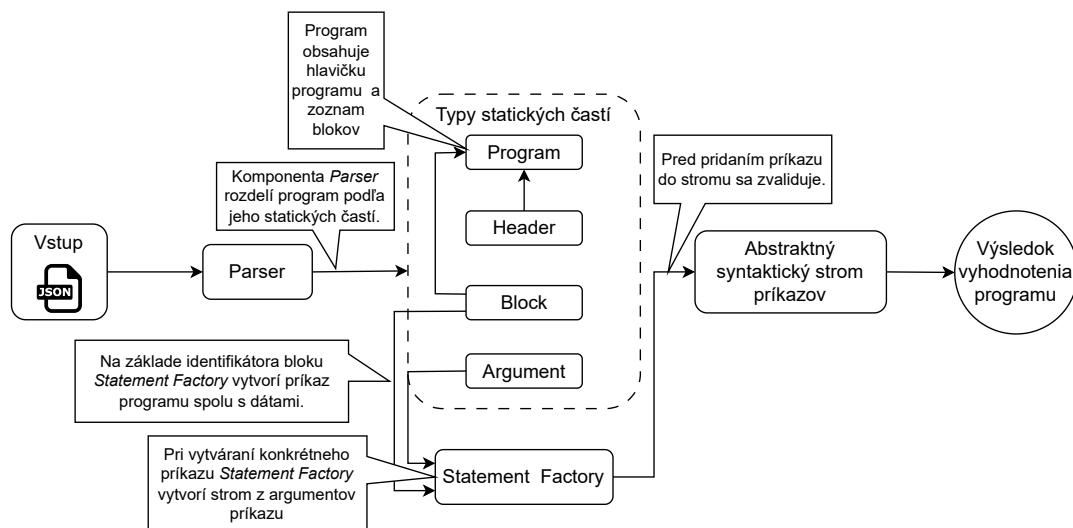 Program
obsahuje
hlavičku
programu a
zoznam
blokov
Typy statických častí
Program
Header
Block
Argument
Komponenta Parser
rozdelí program podľa
jeho statických častí.
Pred pridaním príkazu
do stromu sa zvaliduje.
Vstup
JSON
Parser
Abstraktný
syntaktický strom
príkazov
Výsledok
vyhodnotenia
programu
Na základe identifikátora bloku
Statement Factory vytvorí príkaz
programu spolu s dátami.
Pri vytváraní konkrétneho
príkazu Statement Factory
vytvorí strom z argumentov
príkazu
Statement Factory